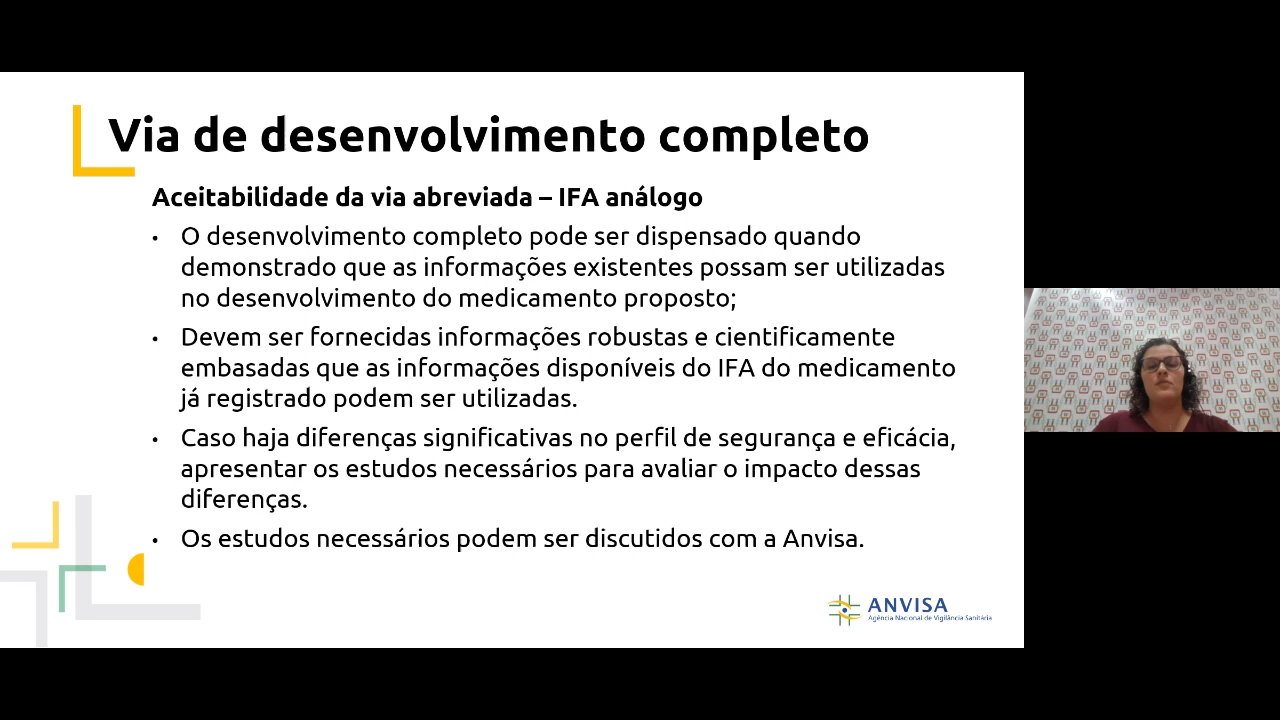 Via de desenvolvimento completo
Aceitabilidade da via abreviada – IFA análogo
• O desenvolvimento completo pode ser dispensado quando
demonstrado que as informações existentes possam ser utilizadas
no desenvolvimento do medicamento proposto;
• Devem ser fornecidas informações robustas e cientificamente
embasadas que as informações disponíveis do IFA do medicamento
já registrado podem ser utilizadas.
• Caso haja diferenças significativas no perfil de segurança e eficácia,
apresentar os estudos necessários para avaliar o impacto dessas
diferenças.
• Os estudos necessários podem ser discutidos com a Anvisa.
ANVISA
Agência Nacional de Vigilância Sanitária